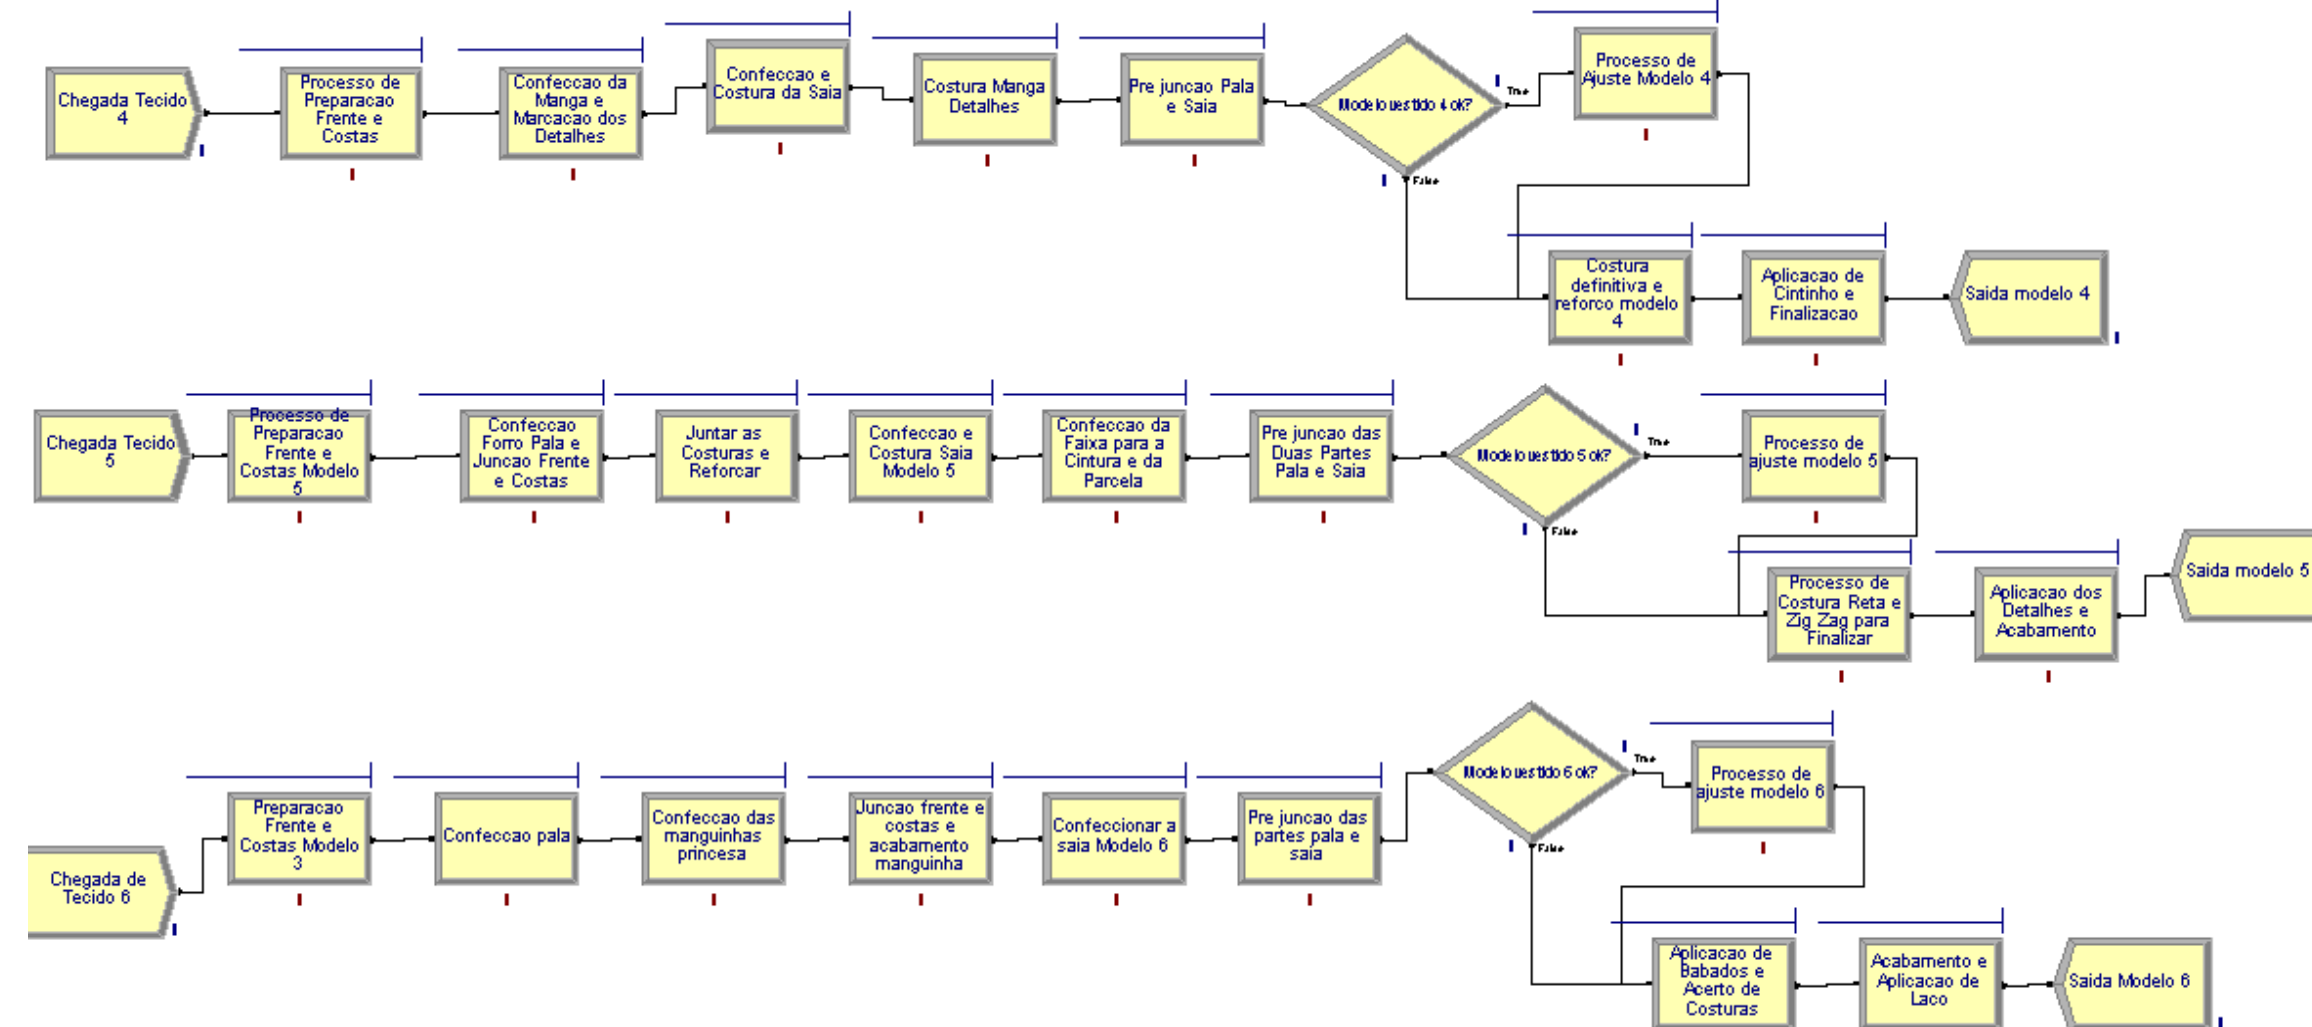 Chegada Tecido
4
Processo de
Preparacao
Frente e
Costas
Confeccao da
Manga e
Marcacao dos
Detalhes
Confeccao e
Costura da Saia
Costura Manga
Detalhes
Pre juncao Pala
e Saia
Modelo vestido 4 ok?
True
False
Processo de
Ajuste Modelo 4
Costura
definitiva e
reforco modelo
4
Aplicacao de
Cintinho e
Finalizacao
Saida modelo 4
Chegada Tecido
5
Processo de
Preparacao
Frente e
Costas Modelo
5
Confeccao
Forro Pala e
Juncao Frente
e Costas
Juntar as
Costuras e
Reforcar
Confeccao e
Costura Saia
Modelo 5
Confeccao da
Faixa para a
Cintura e da
Parcela
Pre juncao das
Duas Partes
Pala e Saia
Modelo vestido 5 ok?
True
False
Processo de
ajuste modelo 5
Processo de
Costura Reta e
Zig Zag para
Finalizar
Aplicacao dos
Detalhes e
Acabamento
Saida modelo 5
Chegada de
Tecido 6
Preparacao
Frente e
Costas Modelo
3
Confeccao pala
Confeccao das
manguinhas
princesa
Juncao frente e
costas e
acabamento
manguinha
Confeccionar a
saia Modelo 6
Pre juncao das
partes pala e
saia
Modelo vestido 6 ok?
True
False
Processo de
ajuste modelo 6
Aplicacao de
Babados e
Acerto de
Costuras
Acabamento e
Aplicacao de
Laco
Saida Modelo 6